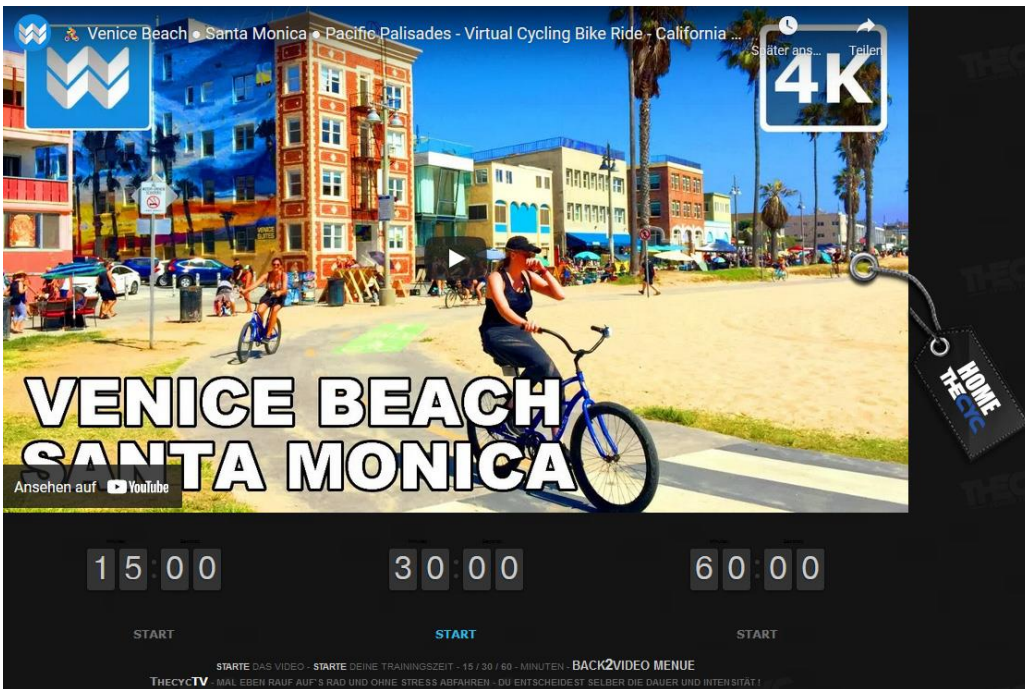 🚴 Venice Beach ● Santa Monica ● Pacific Palisades - Virtual Cycling Bike Ride - California ...
Später ans... Teilen
4K
VENICE SUITES
VENICE BEACH
SANTA MONICA
Ansehen auf YouTube
HOME
THECYC
15:00 30:00 60:00
START START START
STARTE DAS VIDEO - STARTE DEINE TRAININGSZEIT - 15 / 30 / 60 - MINUTEN - BACK2VIDEO MENUE
THECYCTV - MAL EBEN RAUF AUF'S RAD UND OHNE STRESS ABFAHREN - DU ENTSCHEIDEST SELBER DIE DAUER UND INTENSITÄT !